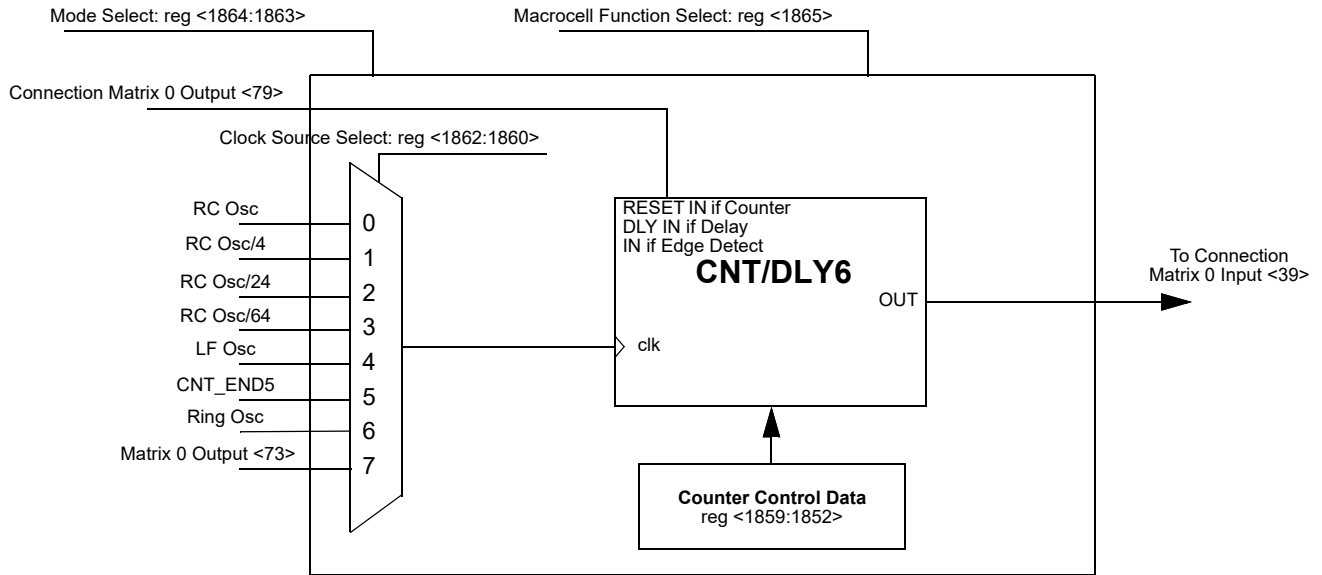 Mode Select: reg <1864:1863>
Macrocell Function Select: reg <1865>
Connection Matrix 0 Output <79>
Clock Source Select: reg <1862:1860>
RC Osc
0
RC Osc/4
1
RC Osc/24
2
RC Osc/64
3
LF Osc
4
CNT_END5
5
Ring Osc
6
Matrix 0 Output <73>
7
RESET IN if Counter
DLY IN if Delay
IN if Edge Detect
CNT/DLY6
OUT
clk
To Connection
Matrix 0 Input <39>
Counter Control Data
reg <1859:1852>